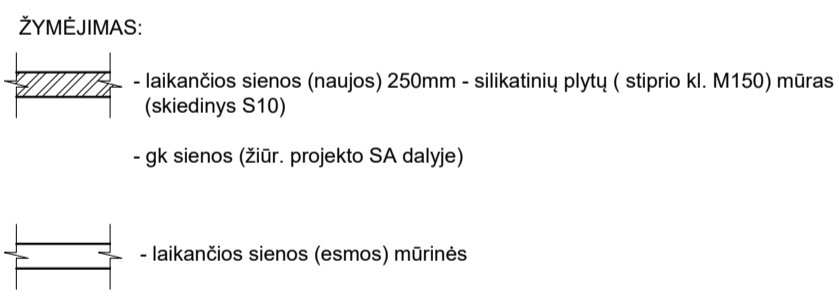 ŽYMĖJIMAS:
- laikančios sienos (naujos) 250mm - silikatinių plytų ( stiprio kl. M150) mūras
(skiedinys S10)
- gk sienos (žiūr. projekto SA dalyje)
- laikančios sienos (esmos) mūrinės